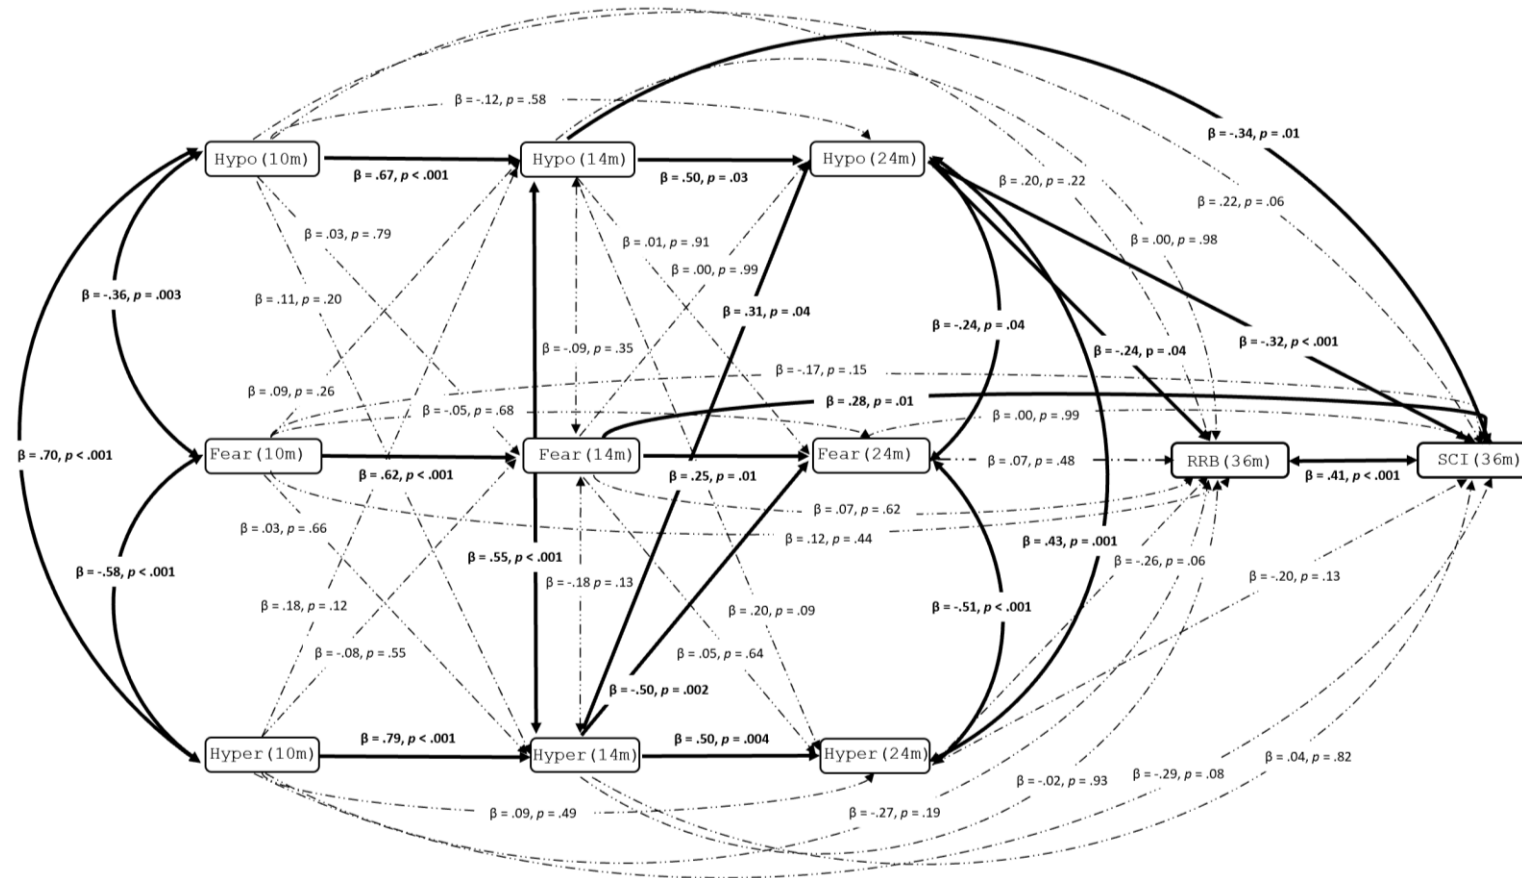 β = -.12, p = .58
β = -.34, p = .01
Hypo(10m)
Hypo(14m)
Hypo(24m)
β = .67, p < .001
β = .50, p = .03
β = .20, p = .22
β = .22, p = .06
β = .03, p = .79
β = .01, p = .91
β = .00, p = .98
β = .00, p = .99
β = -.36, p = .003
β = .11, p = .20
β = .31, p = .04
β = -.24, p = .04
β = -.09, p = .35
β = -.24, p = .04
β = -.32, p < .001
β = -.17, p = .15
β = .09, p = .26
β = -.05, p = .68
β = .28, p = .01
β = .00, p = .99
β = .70, p < .001
Fear(10m)
Fear(14m)
Fear(24m)
β = .07, p = .48
RRB(36m)
SCI(36m)
β = .62, p < .001
β = .25, p = .01
β = .41, p < .001
β = .07, p = .62
β = .03, p = .66
β = .12, p = .44
β = .43, p = .001
β = -.58, p < .001
β = .55, p < .001
β = -.18 p = .13
β = -.26, p = .06
β = -.20, p = .13
β = .18, p = .12
β = .20, p = .09
β = -.51, p < .001
β = -.08, p = .55
β = .05, p = .64
β = -.50, p = .002
Hyper(10m)
β = .79, p < .001
Hyper(14m)
β = .50, p = .004
Hyper(24m)
β = .04, p = .82
β = -.02, p = .93
β = -.29, p = .08
β = .09, p = .49
β = -.27, p = .19